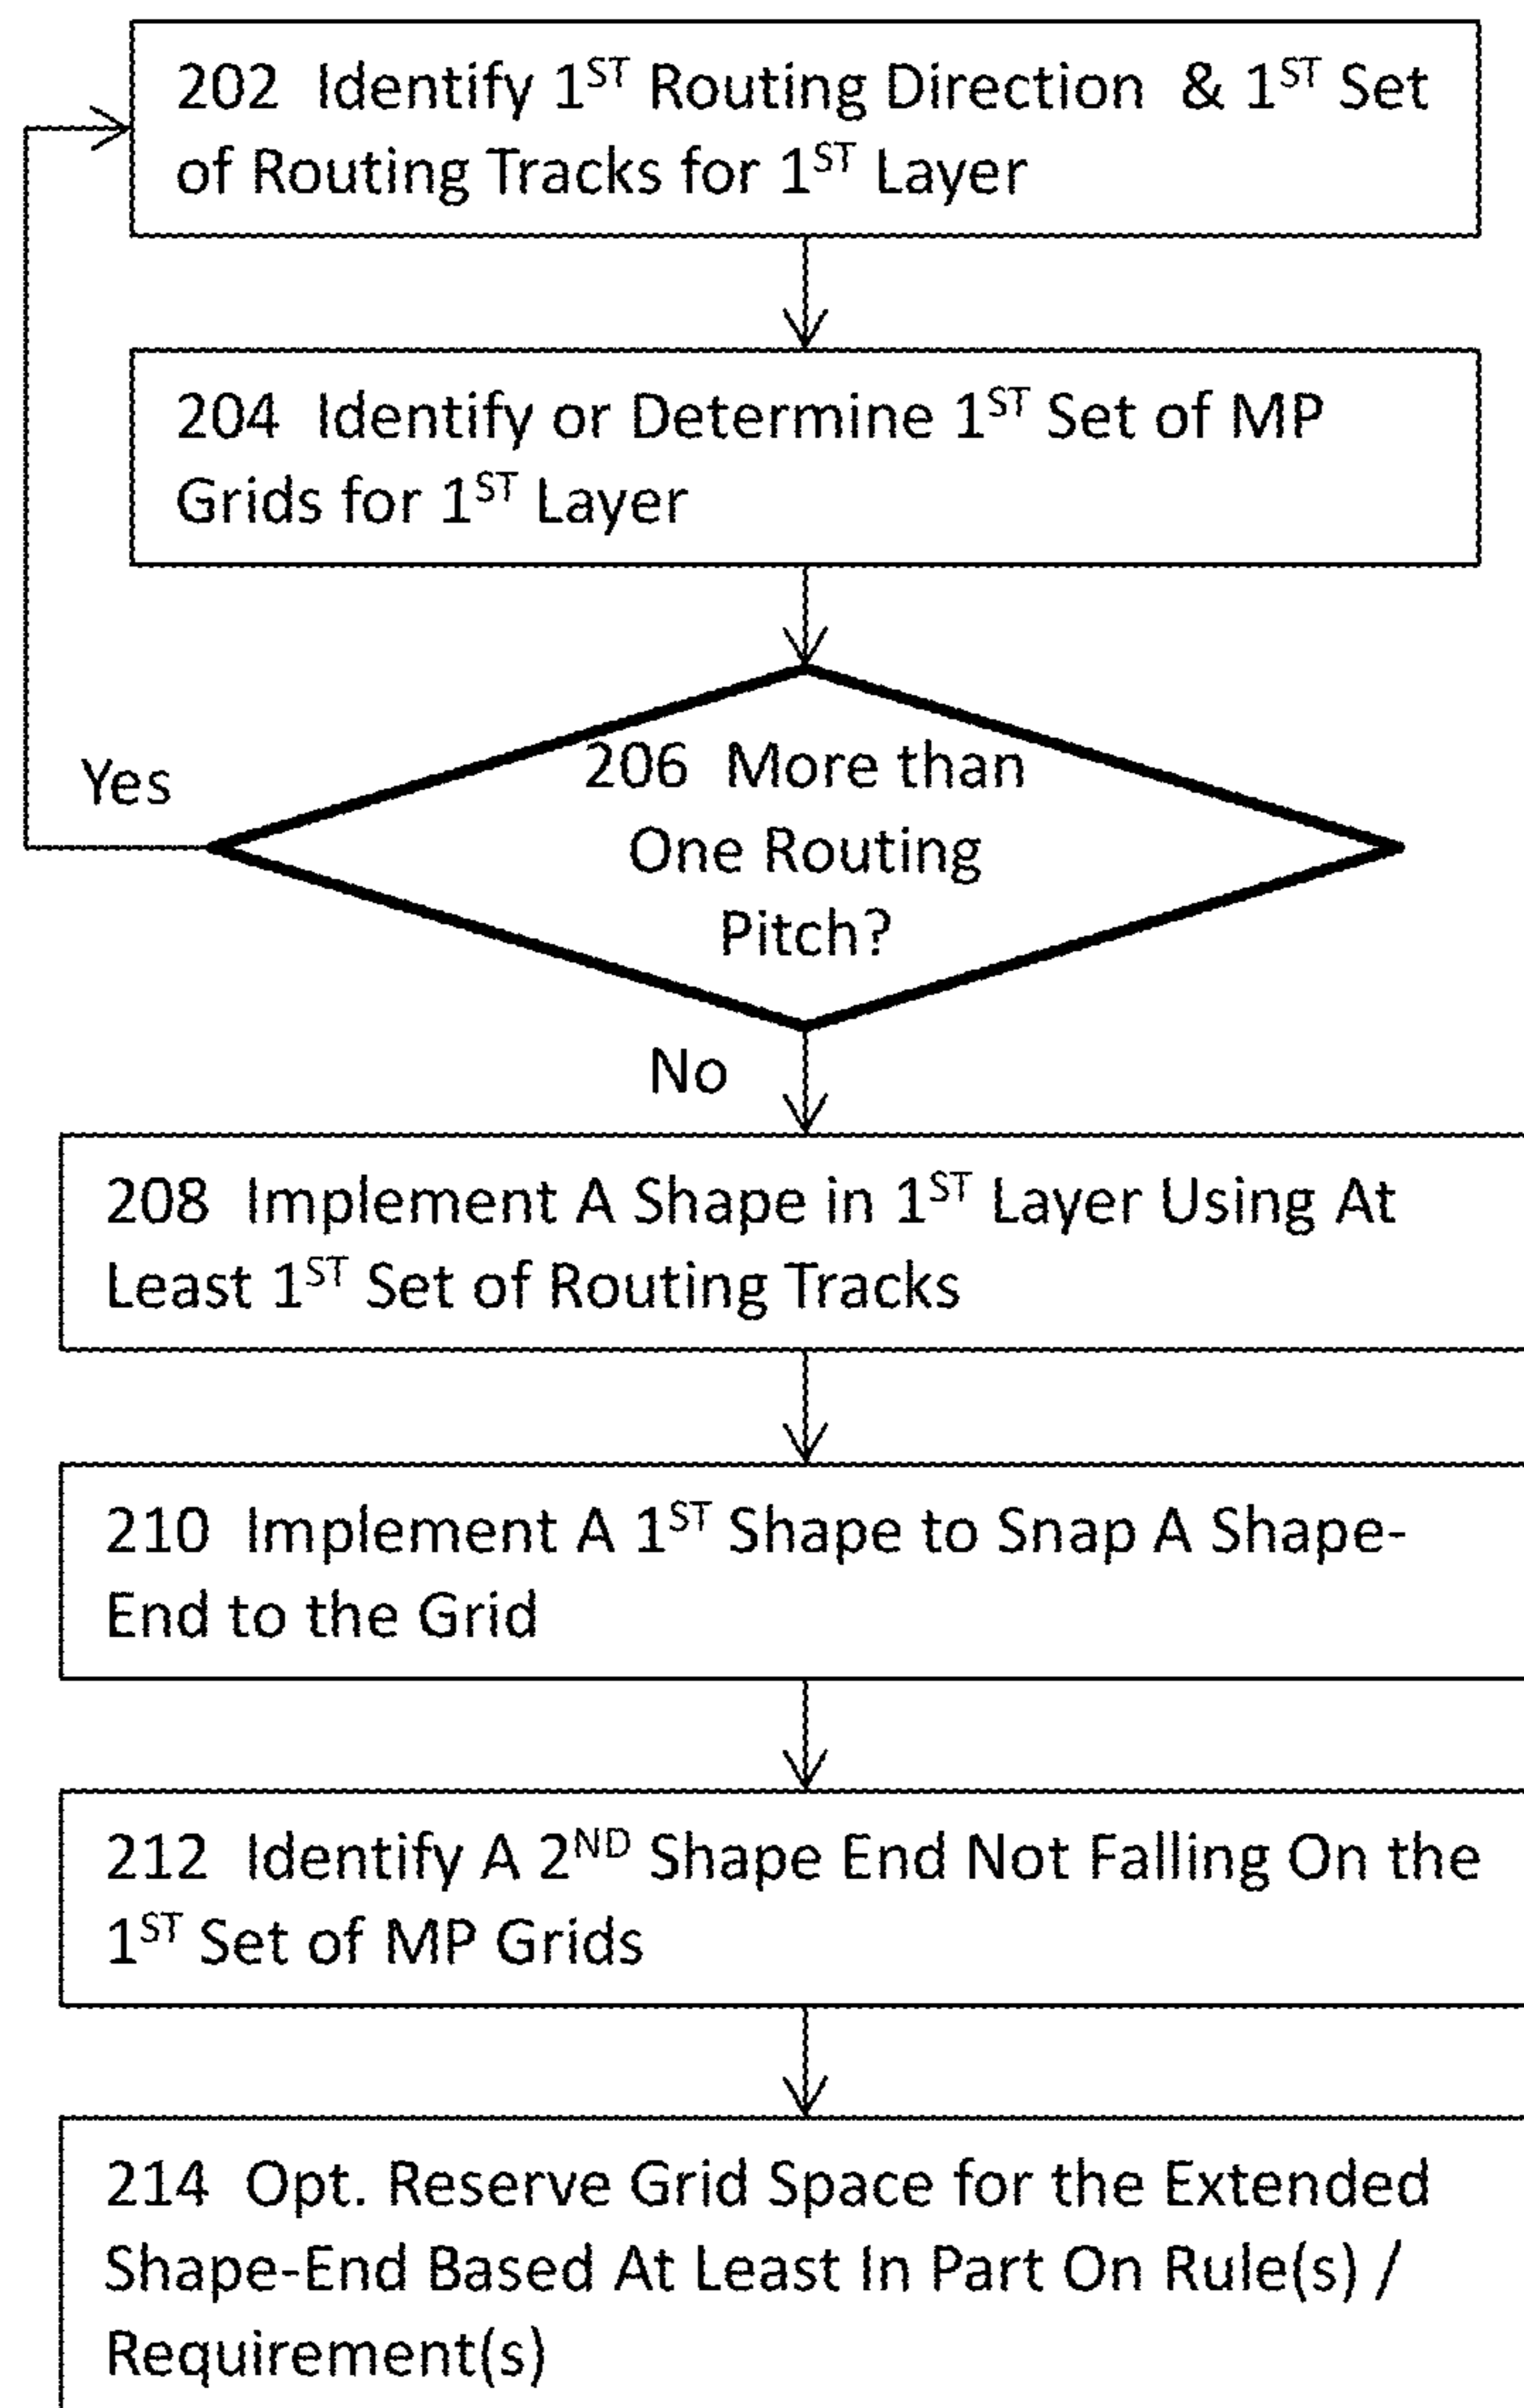 202 Identify 1ST Routing Direction & 1ST Set
of Routing Tracks for 1ST Layer
204 Identify or Determine 1ST Set of MP
Grids for 1ST Layer
206 More than
One Routing
Pitch?
Yes
No
208 Implement A Shape in 1ST Layer Using At
Least 1ST Set of Routing Tracks
210 Implement A 1ST Shape to Snap A Shape-
End to the Grid
212 Identify A 2ND Shape End Not Falling On the
1ST Set of MP Grids
214 Opt. Reserve Grid Space for the Extended
Shape-End Based At Least In Part On Rule(s) /
Requirement(s)